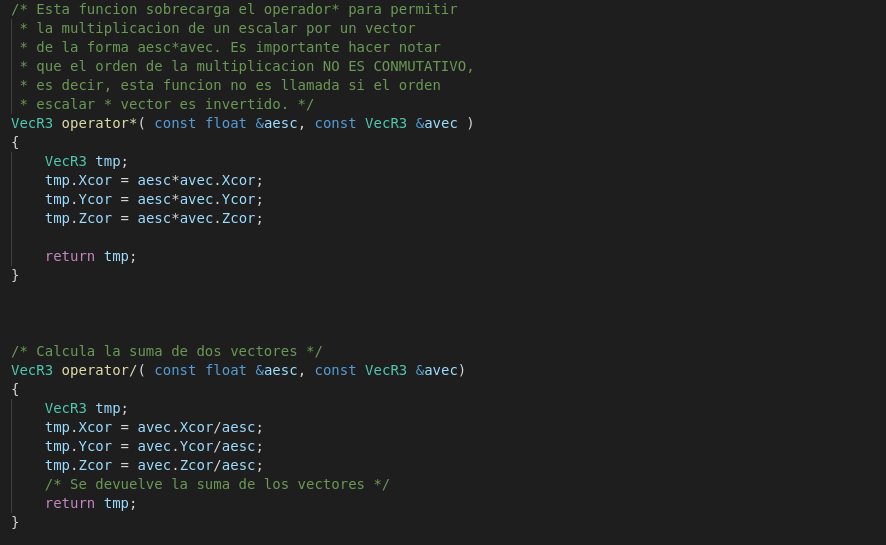 /* Esta funcion sobrecarga el operador* para permitir
 * la multiplicacion de un escalar por un vector
 * de la forma aesc*avec. Es importante hacer notar
 * que el orden de la multiplicacion NO ES CONMUTATIVO,
 * es decir, esta funcion no es llamada si el orden
 * escalar * vector es invertido. */
VecR3 operator*( const float &aesc, const VecR3 &avec )
{
    VecR3 tmp;
    tmp.Xcor = aesc*avec.Xcor;
    tmp.Ycor = aesc*avec.Ycor;
    tmp.Zcor = aesc*avec.Zcor;

    return tmp;
}

/* Calcula la suma de dos vectores */
VecR3 operator/( const float &aesc, const VecR3 &avec)
{
    VecR3 tmp;
    tmp.Xcor = avec.Xcor/aesc;
    tmp.Ycor = avec.Ycor/aesc;
    tmp.Zcor = avec.Zcor/aesc;
    /* Se devuelve la suma de los vectores */
    return tmp;
}